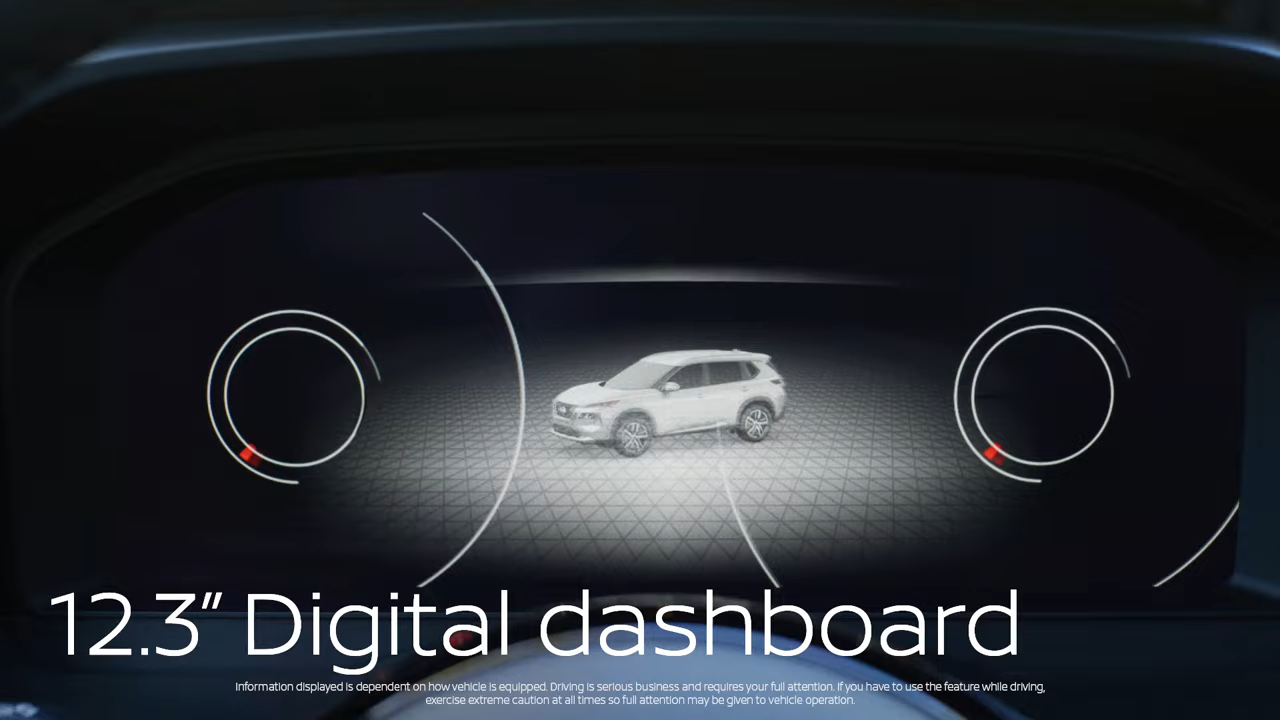 12.3” Digital dashboard
Information displayed is dependent on how vehicle is equipped. Driving is serious business and requires your full attention. If you have to use the feature while driving,
exercise extreme caution at all times so full attention may be given to vehicle operation.